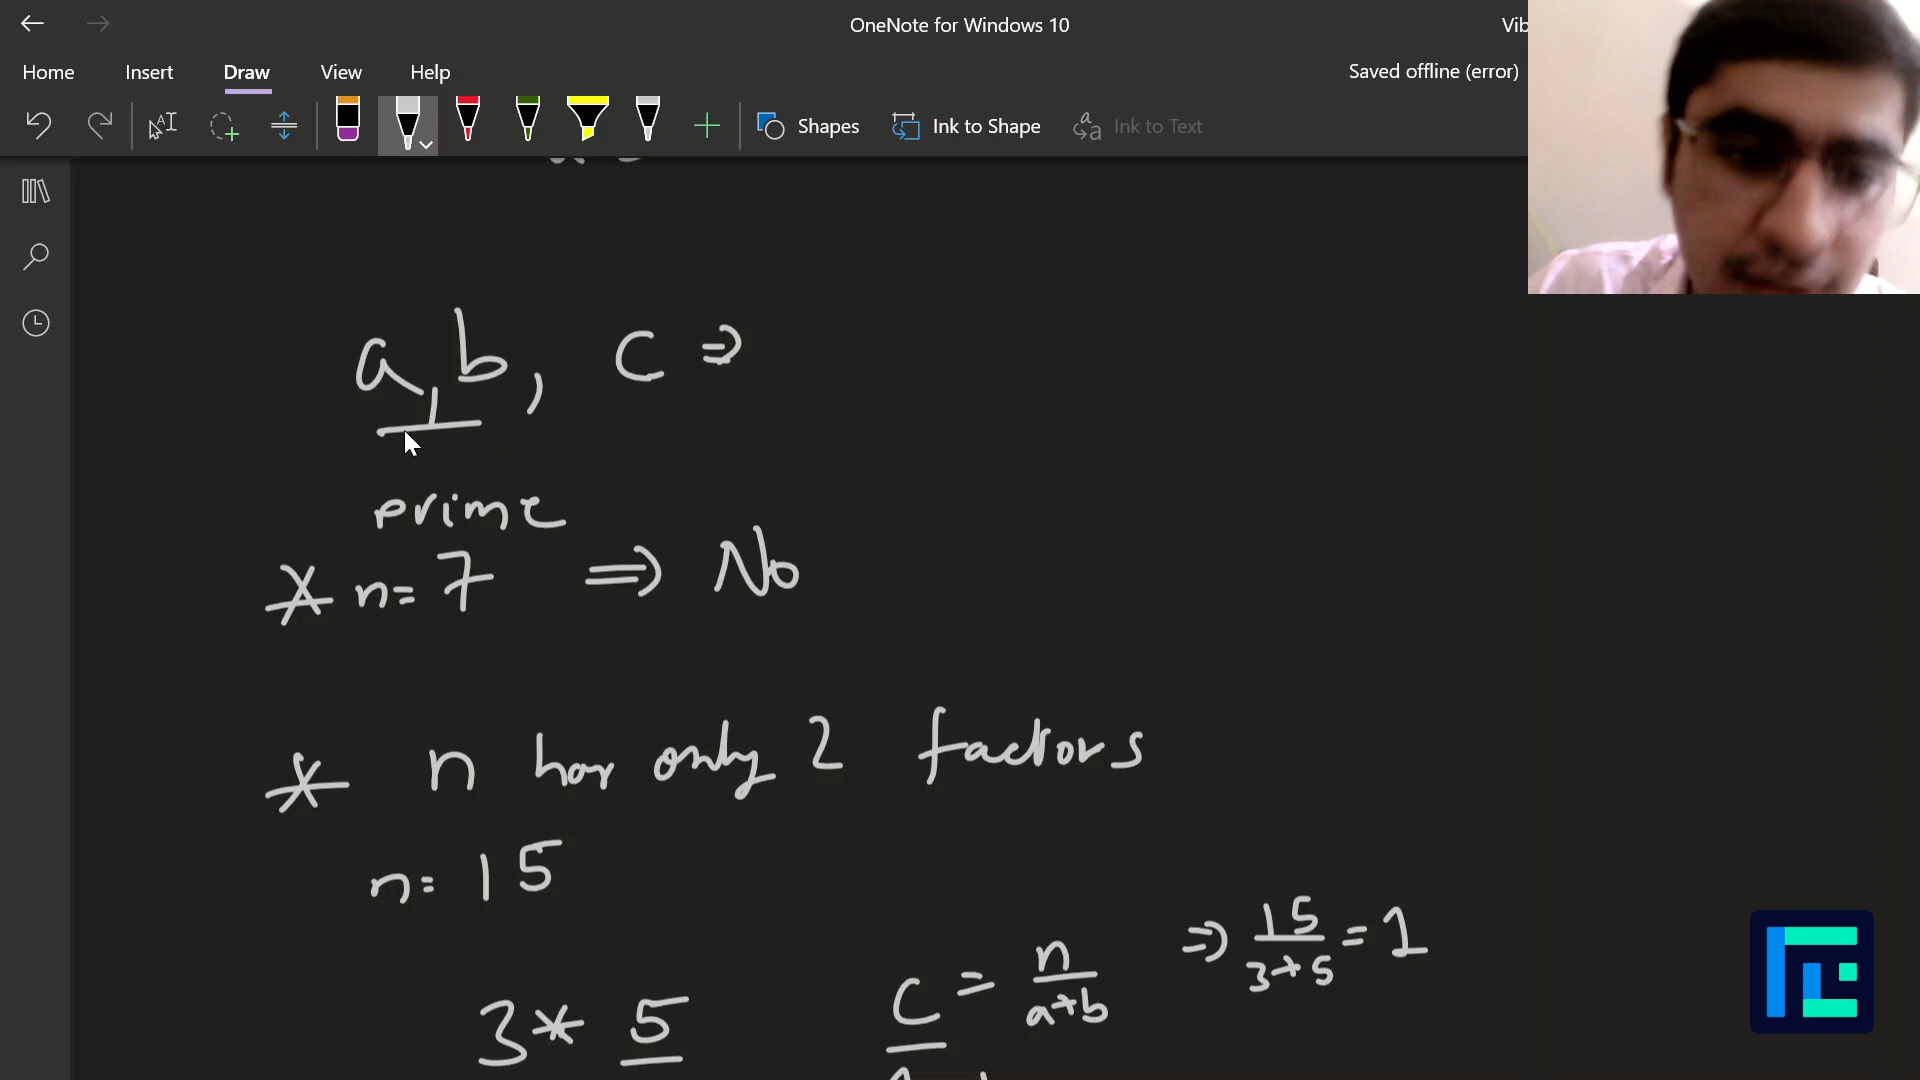 OneNote for Windows 10
Vib
Home Insert Draw View Help
Saved offline (error)
Shapes Ink to Shape Ink to Text
a, b, c ⇒
prime
* n = 7 ⇒ No
* n has only 2 factors
n = 15
⇒ 15/3*5 = 1
3 * 5
c = n/a*b